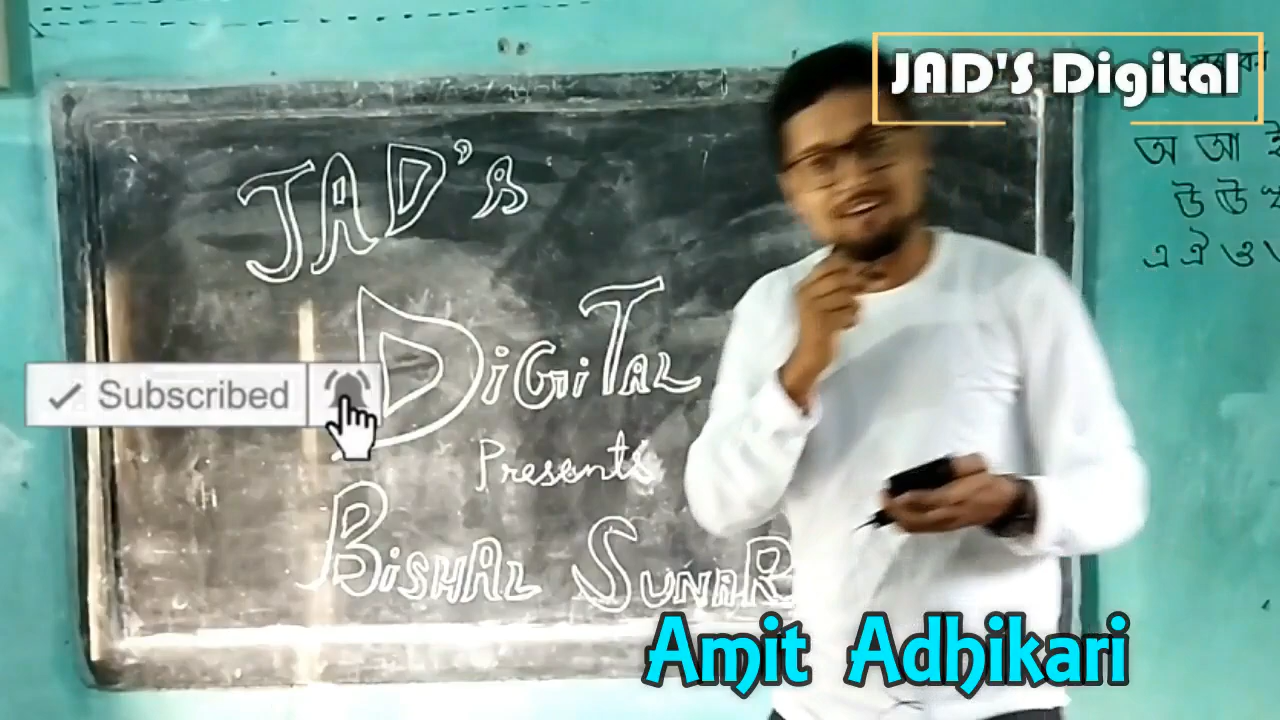 JAD'S Digital
JAD's
DiGiTAL
Presents
BiSHAL SUNAR
Subscribed
অ আ ই
উ ঊ ঋ
এ ঐ ও
Amit Adhikari